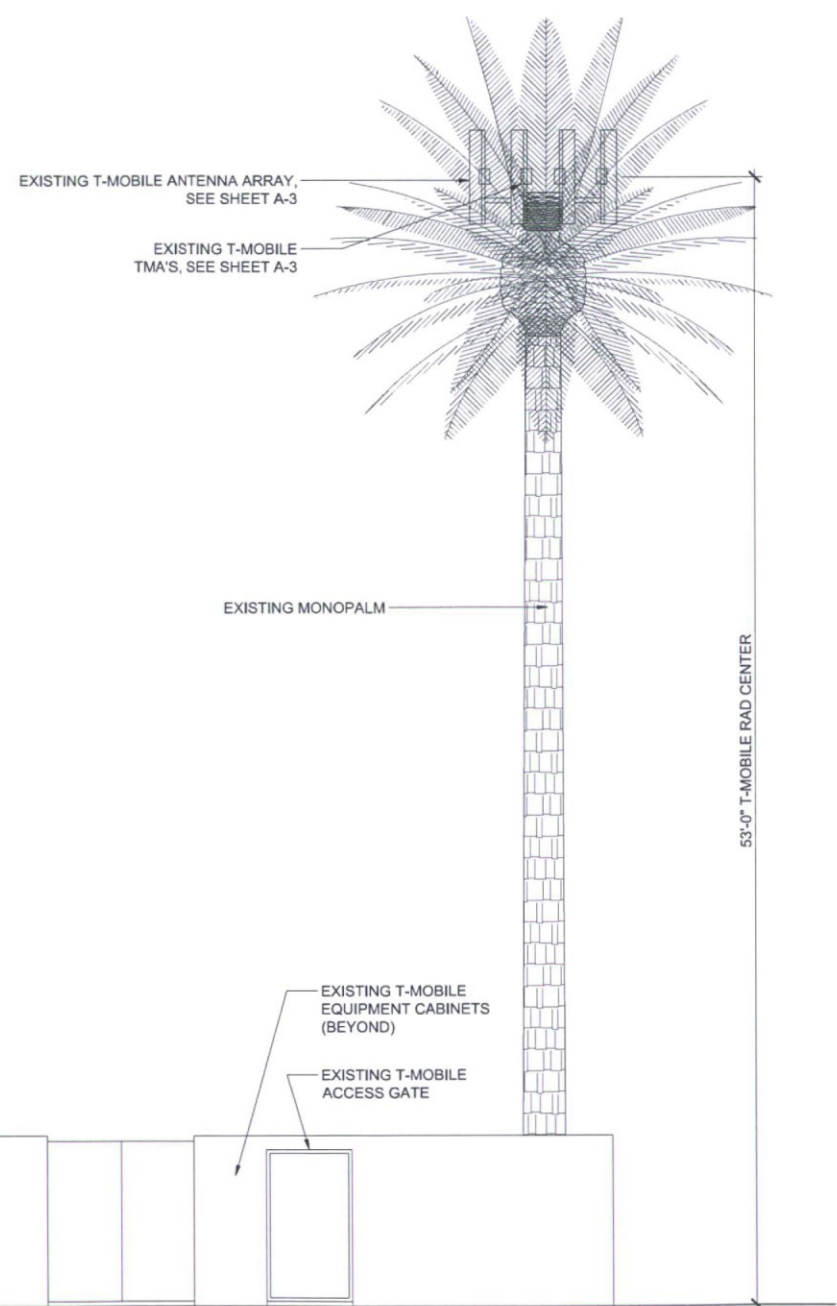 EXISTING T-MOBILE ANTENNA ARRAY,
SEE SHEET A-3
EXISTING T-MOBILE
TMA'S, SEE SHEET A-3
EXISTING MONOPALM
53'-0" T-MOBILE RAD CENTER
EXISTING T-MOBILE
EQUIPMENT CABINETS
(BEYOND)
EXISTING T-MOBILE
ACCESS GATE